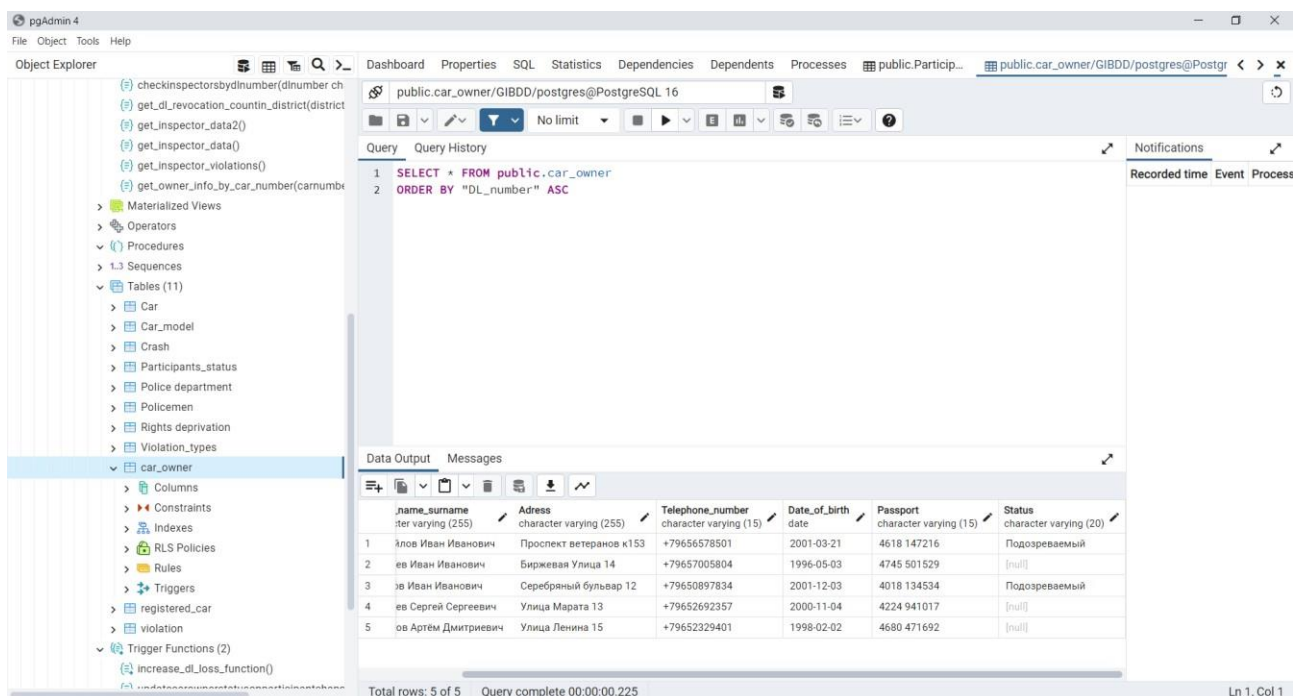 pgAdmin 4
File Object Tools Help
Object Explorer
Dashboard Properties SQL Statistics Dependencies Dependents Processes public.Particip... public.car_owner/GIBDD/postgres@Postgr
checkinspectorsbydlnumber(dlnumber ch
get_dl_revocation_countin_district(district
get_inspector_data2()
get_inspector_data()
get_inspector_violations()
get_owner_info_by_car_number(carnumbe
Materialized Views
Operators
Procedures
1..3 Sequences
Tables (11)
Car
Car_model
Crash
Participants_status
Police department
Policemen
Rights deprivation
Violation_types
car_owner
Columns
Constraints
Indexes
RLS Policies
Rules
Triggers
registered_car
violation
Trigger Functions (2)
increase_dl_loss_function()
public.car_owner/GIBDD/postgres@PostgreSQL 16
No limit
Query Query History
1 SELECT * FROM public.car_owner
2 ORDER BY "DL_number" ASC
Notifications
Recorded time Event Process
Data Output Messages
_name_surname Adress Telephone_number Date_of_birth Passport Status
cter varying (255) character varying (255) character varying (15) date character varying (15) character varying (20)
1 йлов Иван Иванович Проспект ветеранов к153 +79656578501 2001-03-21 4618 147216 Подозреваемый
2 ев Иван Иванович Биржевая Улица 14 +79657005804 1996-05-03 4745 501529 [null]
3 ов Иван Иванович Серебряный бульвар 12 +79650897834 2001-12-03 4018 134534 Подозреваемый
4 ев Сергей Сергеевич Улица Марата 13 +79652692357 2000-11-04 4224 941017 [null]
5 ов Артём Дмитриевич Улица Ленина 15 +79652329401 1998-02-02 4680 471692 [null]
Total rows: 5 of 5 Query complete 00:00:00.225
Ln 1, Col 1